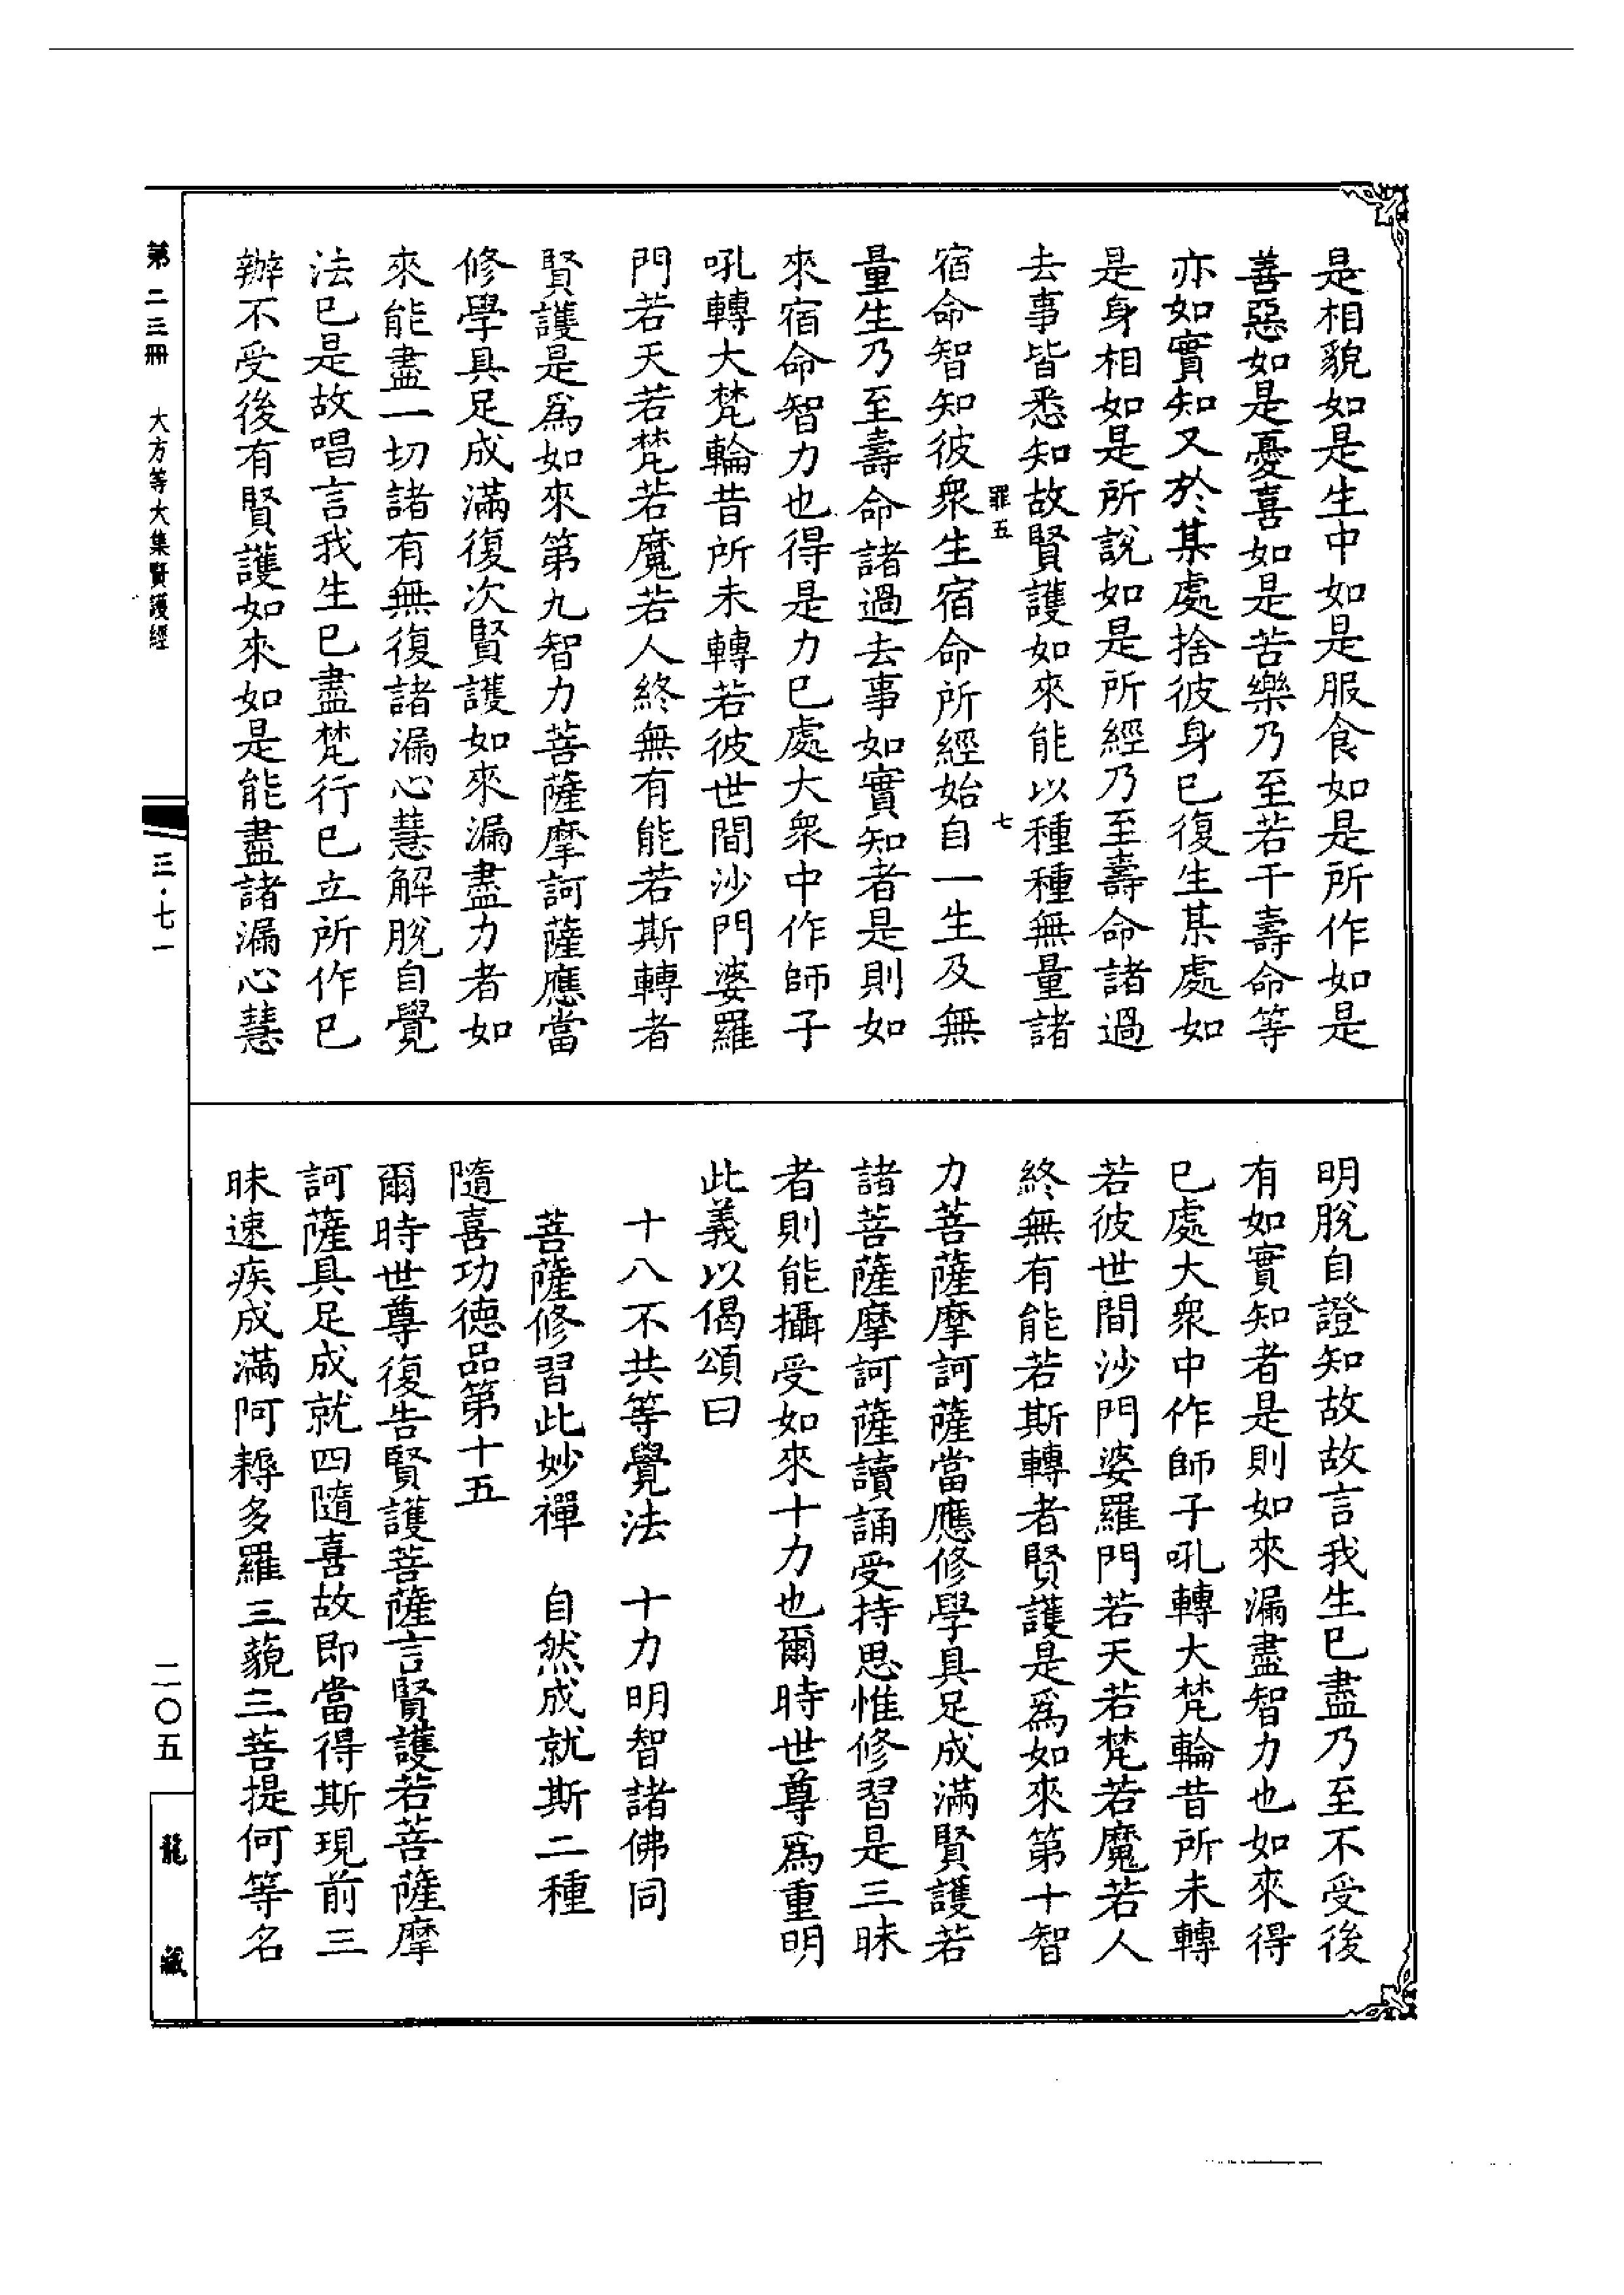 是相貌如是生中如是服食如是所作如是
善惡如是憂喜如是苦樂乃至若干壽命等
亦如實知又於某處捨彼身已復生某處如
是身相如是所說如是所經乃至壽命諸過
去事皆悉知故賢護如來能以種種無量諸
罪五 七
宿命智知彼衆生宿命所經始自一生及無
量生乃至壽命諸過去事如實知者是則如
來宿命智力也得是力已處大衆中作師子
吼轉大梵輪昔所未轉若彼世間沙門婆羅
門若天若梵若魔若人終無有能若斯轉者
賢護是爲如來第九智力菩薩摩訶薩應當
修學具足成滿復次賢護如來漏盡力者如
來能盡一切諸有無復諸漏心慧解脫自覺
法已是故唱言我生已盡梵行已立所作已
辦不受後有賢護如來如是能盡諸漏心慧
明脫自證知故故言我生已盡乃至不受後
有如實知者是則如來漏盡智力也如來得
已處大衆中作師子吼轉大梵輪昔所未轉
若彼世間沙門婆羅門若天若梵若魔若人
終無有能若斯轉者賢護是爲如來第十智
力菩薩摩訶薩當應修學具足成滿賢護若
諸菩薩摩訶薩讀誦受持思惟修習是三昧
者則能攝受如來十力也爾時世尊爲重明
此義以偈頌曰
十八不共等覺法　十力明智諸佛同
菩薩修習此妙禪　自然成就斯二種
隨喜功德品第十五
爾時世尊復告賢護菩薩言賢護若菩薩摩
訶薩具足成就四隨喜故即當得斯現前三
昧速疾成滿阿耨多羅三藐三菩提何等名
第二三冊　大方等大集賢護經
三·七一
二〇五
龍藏